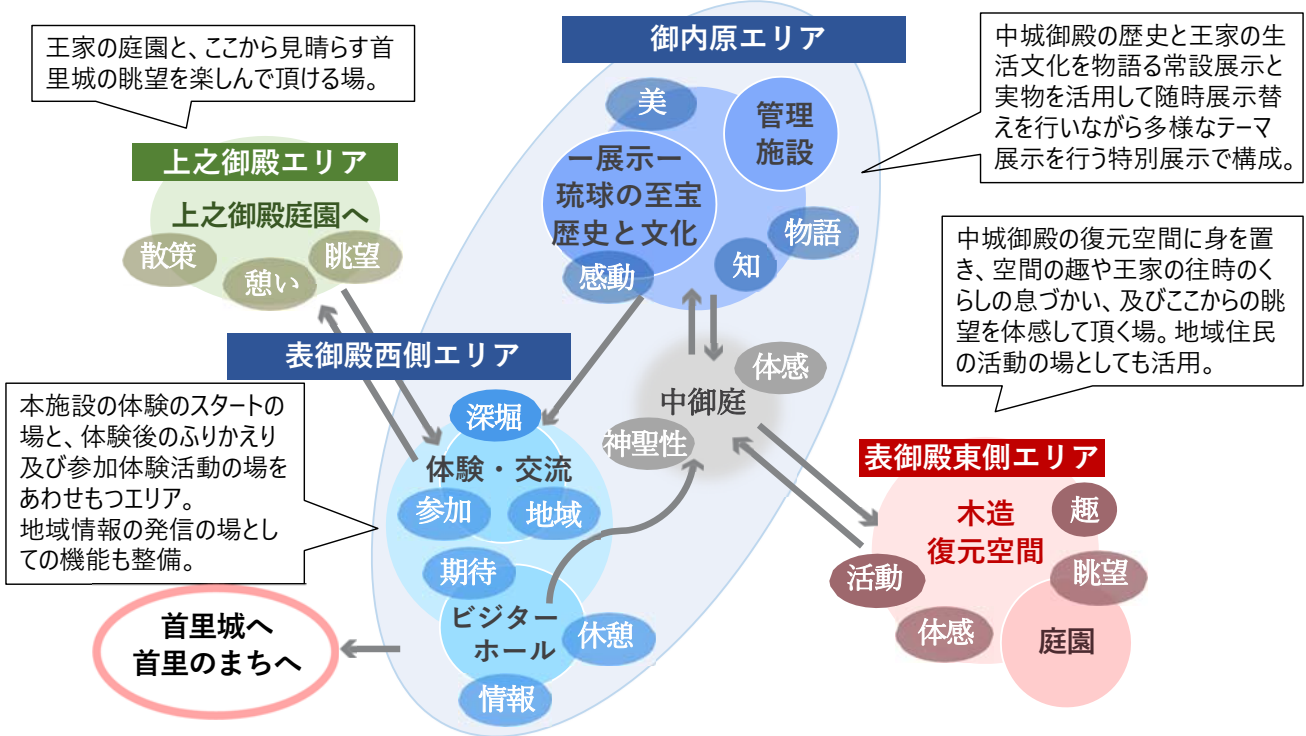 王家の庭園と、ここから見晴らす首
里城の眺望を楽しんで頂ける場。
上之御殿エリア
上之御殿庭園へ
散策
憩い
眺望
御内原エリア
美
管理
施設
ー展示ー
琉球の至宝
歴史と文化
感動
知
物語
中城御殿の歴史と王家の生
活文化を物語る常設展示と
実物を活用して随時展示替
えを行いながら多様なテーマ
展示を行う特別展示で構成。
中城御殿の復元空間に身を置
き、空間の趣や王家の往時のく
らしの息づかい、及びここからの眺
望を体感して頂く場。地域住民
の活動の場としても活用。
表御殿西側エリア
本施設の体験のスタートの
場と、体験後のふりかえり
及び参加体験活動の場を
あわせもつエリア。
地域情報の発信の場とし
ての機能も整備。
深堀
体験・交流
参加
地域
期待
ビジター
ホール
休憩
情報
中御庭
体感
神聖性
表御殿東側エリア
木造
復元空間
趣
眺望
活動
体感
庭園
首里城へ
首里のまちへ